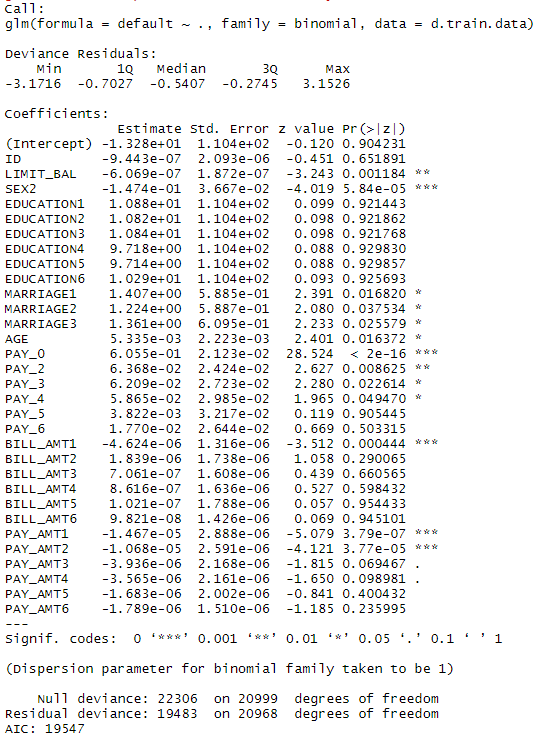 Call:
glm(formula = default ~ ., family = binomial, data = d.train.data)
Deviance Residuals:
Min 1Q Median 3Q Max
-3.1716 -0.7027 -0.5407 -0.2745 3.1526
Coefficients:
Estimate Std. Error z value Pr(>|z|)
(Intercept) -1.328e+01 1.104e+02 -0.120 0.904231
ID -9.443e-07 2.093e-06 -0.451 0.651891
LIMIT_BAL -6.069e-07 1.872e-07 -3.243 0.001184 **
SEX2 -1.474e-01 3.667e-02 -4.019 5.84e-05 ***
EDUCATION1 1.088e+01 1.104e+02 0.099 0.921443
EDUCATION2 1.082e+01 1.104e+02 0.098 0.921862
EDUCATION3 1.084e+01 1.104e+02 0.098 0.921768
EDUCATION4 9.718e+00 1.104e+02 0.088 0.929830
EDUCATION5 9.714e+00 1.104e+02 0.088 0.929857
EDUCATION6 1.029e+01 1.104e+02 0.093 0.925693
MARRIAGE1 1.407e+00 5.885e-01 2.391 0.016820 *
MARRIAGE2 1.224e+00 5.887e-01 2.080 0.037534 *
MARRIAGE3 1.361e+00 6.095e-01 2.233 0.025579 *
AGE 5.335e-03 2.223e-03 2.401 0.016372 *
PAY_0 6.055e-01 2.123e-02 28.524 < 2e-16 ***
PAY_2 6.368e-02 2.424e-02 2.627 0.008625 **
PAY_3 6.209e-02 2.723e-02 2.280 0.022614 *
PAY_4 5.865e-02 2.985e-02 1.965 0.049470 *
PAY_5 3.822e-03 3.217e-02 0.119 0.905445
PAY_6 1.770e-02 2.644e-02 0.669 0.503315
BILL_AMT1 -4.624e-06 1.316e-06 -3.512 0.000444 ***
BILL_AMT2 1.839e-06 1.738e-06 1.058 0.290065
BILL_AMT3 7.061e-07 1.608e-06 0.439 0.660565
BILL_AMT4 8.616e-07 1.636e-06 0.527 0.598432
BILL_AMT5 1.021e-07 1.788e-06 0.057 0.954433
BILL_AMT6 9.821e-08 1.426e-06 0.069 0.945101
PAY_AMT1 -1.467e-05 2.888e-06 -5.079 3.79e-07 ***
PAY_AMT2 -1.068e-05 2.591e-06 -4.121 3.77e-05 ***
PAY_AMT3 -3.936e-06 2.168e-06 -1.815 0.069467 .
PAY_AMT4 -3.565e-06 2.161e-06 -1.650 0.098981 .
PAY_AMT5 -1.683e-06 2.002e-06 -0.841 0.400432
PAY_AMT6 -1.789e-06 1.510e-06 -1.185 0.235995
---
Signif. codes: 0 ‘***’ 0.001 ‘**’ 0.01 ‘*’ 0.05 ‘.’ 0.1 ‘ ’ 1
(Dispersion parameter for binomial family taken to be 1)
Null deviance: 22306 on 20999 degrees of freedom
Residual deviance: 19483 on 20968 degrees of freedom
AIC: 19547